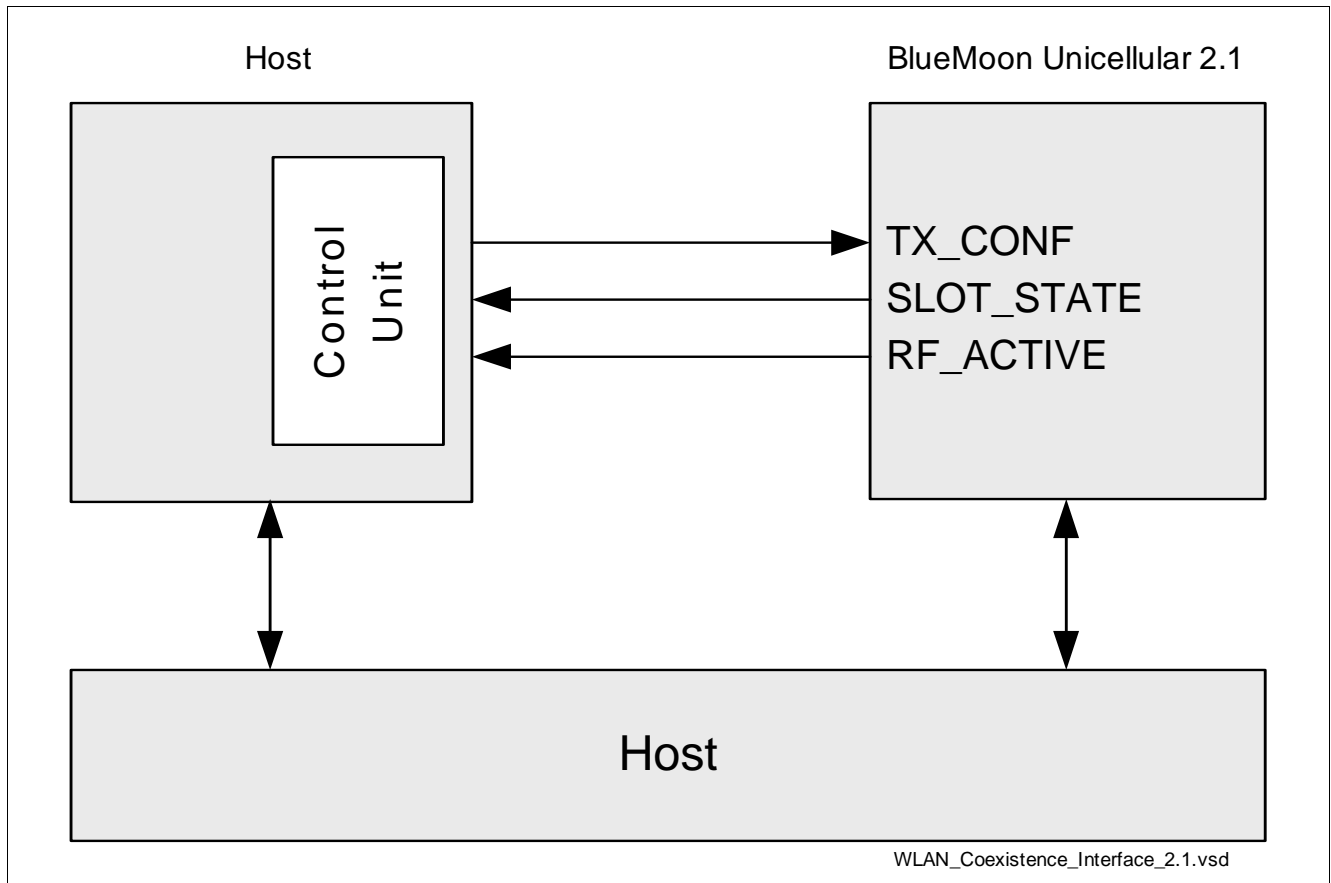 Host
BlueMoon Unicellular 2.1
Control
Unit
TX_CONF
SLOT_STATE
RF_ACTIVE
Host
WLAN_Coexistence_Interface_2.1.vsd